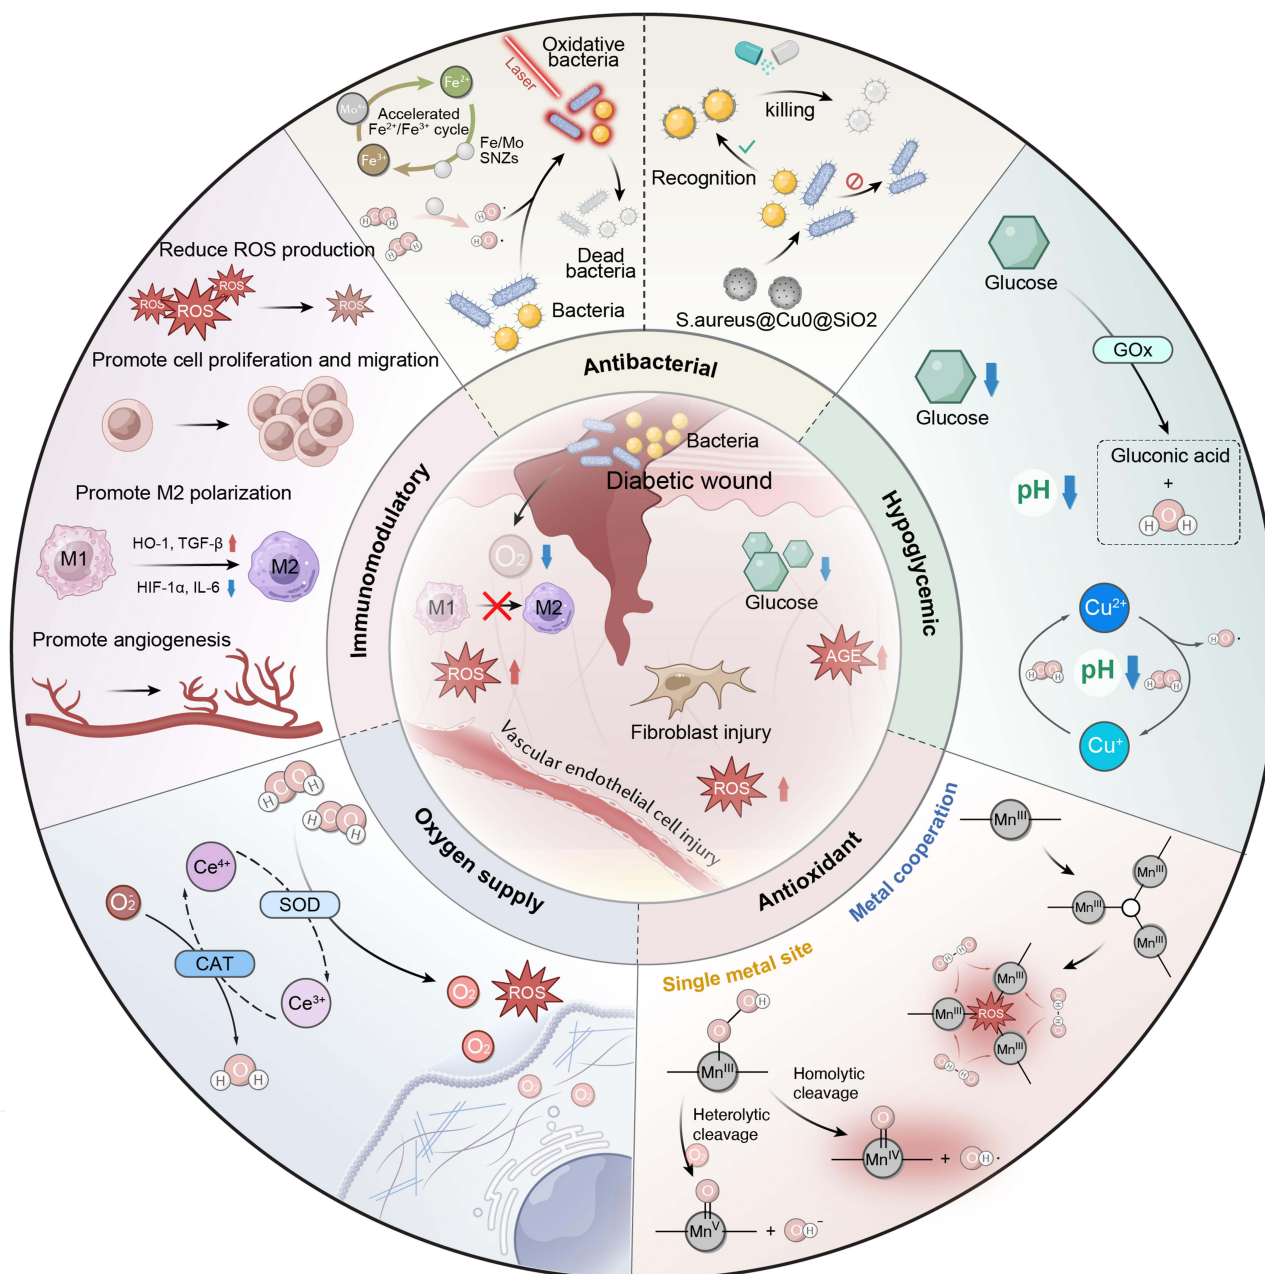 Oxidative
bacteria
Laser
Mo⁴⁺
Fe²⁺
Accelerated
Fe²⁺/Fe³⁺ cycle
Fe³⁺
Fe/Mo
SNZs
H O O H
H O O H
H O ·
H O ·
Dead
bacteria
Bacteria
killing
Recognition
S.aureus@Cu0@SiO2
Antibacterial
Glucose
GOx
Glucose
Gluconic acid
+
H O H
pH
Cu²⁺
H O ·
H O O H
pH
H O O H
Cu⁺
Hypoglycemic
Reduce ROS production
ROS
ROS
ROS
ROS
Promote cell proliferation and migration
Promote M2 polarization
M1
HO-1, TGF-β
HIF-1α, IL-6
M2
Promote angiogenesis
Immunomodulatory
Bacteria
Diabetic wound
O₂
M1
M2
Glucose
ROS
AGE
Fibroblast injury
Vascular endothelial cell injury
ROS
Oxygen supply
H O O H
H O O H
Ce⁴⁺
O₂⁻
SOD
CAT
Ce³⁺
O₂
ROS
O₂
H O H
O₂
O₂
Antioxidant
Metal cooperation
Mnᴵᴵᴵ
Mnᴵᴵᴵ
Mnᴵᴵᴵ
Mnᴵᴵᴵ
O H H O
Mnᴵᴵᴵ
Mnᴵᴵᴵ
ROS
O H H O
Mnᴵᴵᴵ
O H H O
Single metal site
O H
O
Mnᴵᴵᴵ
Homolytic
cleavage
Heterolytic
cleavage
O₂
O
Mnᴵⱽ
+ O H ·
O
Mnⱽ
+ O H ⁻